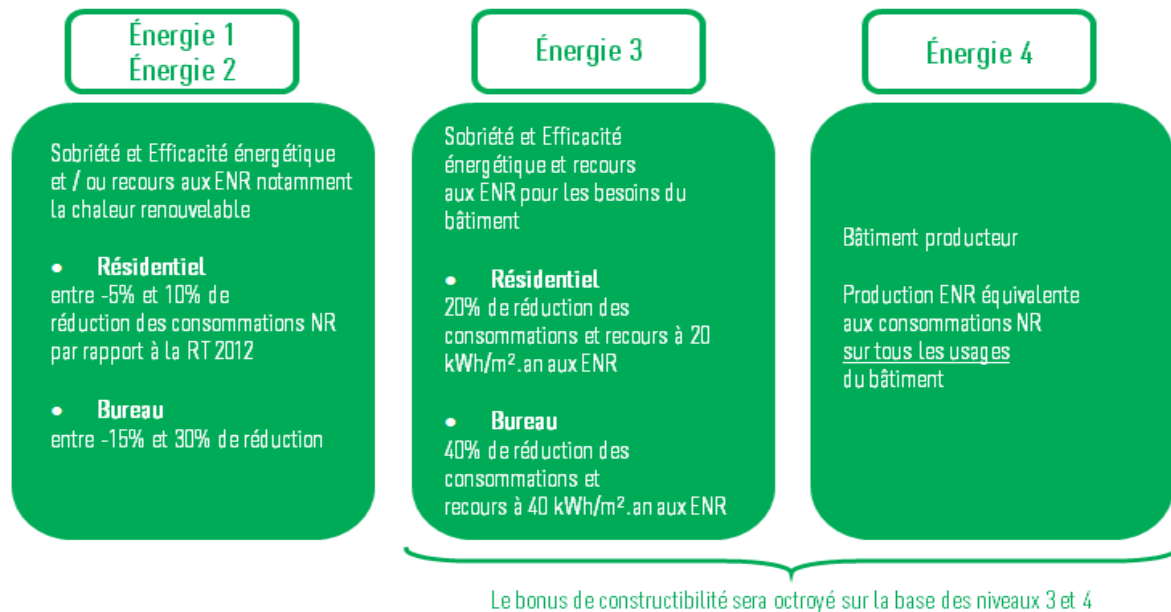 Énergie 1
Énergie 2
Sobriété et Efficacité énergétique
et / ou recours aux ENR notamment
la chaleur renouvelable
• Résidentiel
entre -5% et 10% de
réduction des consommations NR
par rapport à la RT 2012
• Bureau
entre -15% et 30% de réduction
Énergie 3
Sobriété et Efficacité
énergétique et recours
aux ENR pour les besoins du
bâtiment
• Résidentiel
20% de réduction des
consommations et recours à 20
kWh/m².an aux ENR
• Bureau
40% de réduction des
consommations et
recours à 40 kWh/m².an aux ENR
Énergie 4
Bâtiment producteur
Production ENR équivalente
aux consommations NR
sur tous les usages
du bâtiment
Le bonus de constructibilité sera octroyé sur la base des niveaux 3 et 4